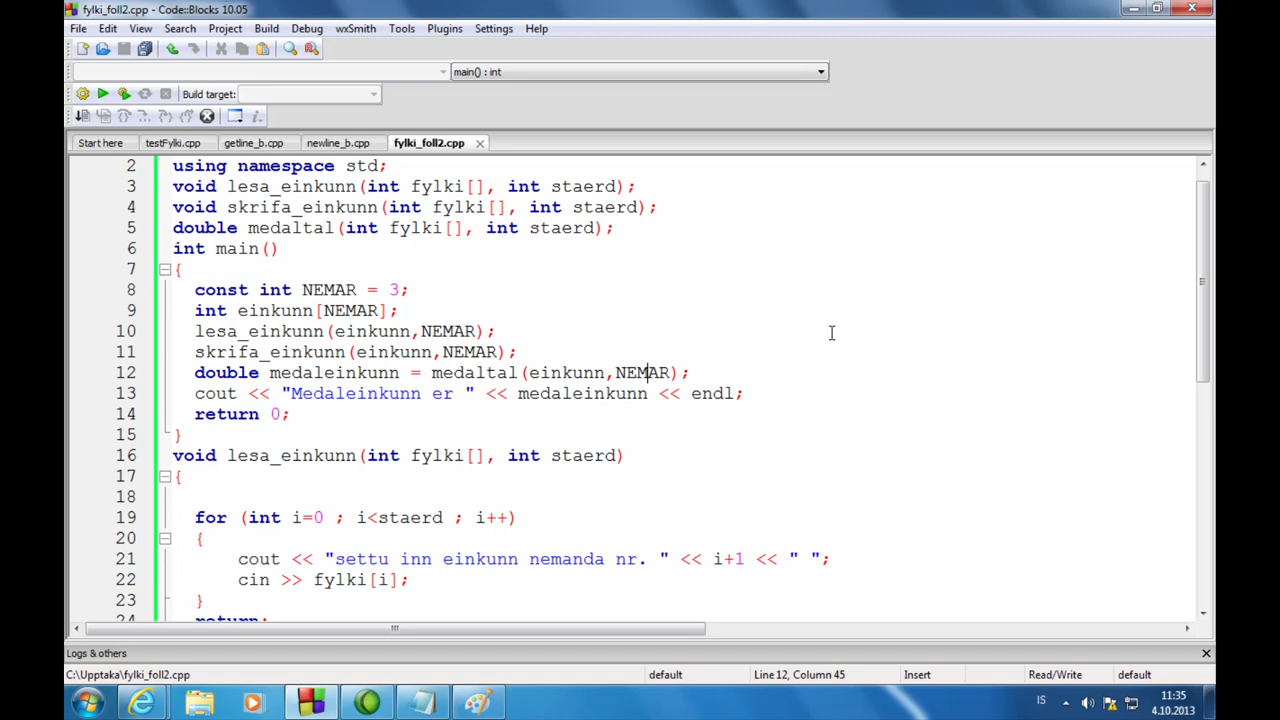 fylki_foll2.cpp - Code::Blocks 10.05
File Edit View Search Project Build Debug wxSmith Tools Plugins Settings Help
main() : int
Build target:
Start here testFylki.cpp getline_b.cpp newline_b.cpp fylki_foll2.cpp
2 using namespace std;
3 void lesa_einkunn(int fylki[], int staerd);
4 void skrifa_einkunn(int fylki[], int staerd);
5 double medaltal(int fylki[], int staerd);
6 int main()
7 {
8 const int NEMAR = 3;
9 int einkunn[NEMAR];
10 lesa_einkunn(einkunn,NEMAR);
11 skrifa_einkunn(einkunn,NEMAR);
12 double medaleinkunn = medaltal(einkunn,NEMAR);
13 cout << "Medaleinkunn er " << medaleinkunn << endl;
14 return 0;
15 }
16 void lesa_einkunn(int fylki[], int staerd)
17 {
18
19 for (int i=0 ; i<staerd ; i++)
20 {
21 cout << "settu inn einkunn nemanda nr. " << i+1 << " ";
22 cin >> fylki[i];
23 }
24 return;
Logs & others
C:\Upptaka\fylki_foll2.cpp default Line 12, Column 45 Insert Read/Write default
IS 11:35
4.10.2013